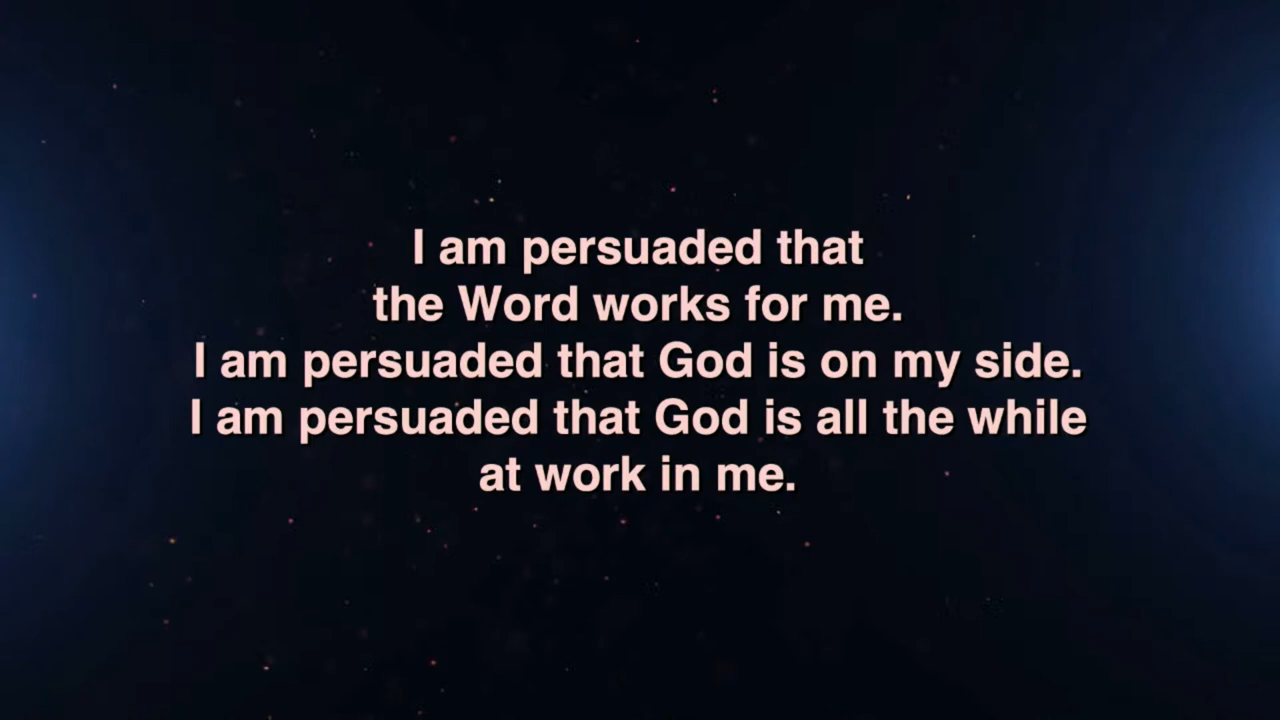 I am persuaded that
the Word works for me.
I am persuaded that God is on my side.
I am persuaded that God is all the while
at work in me.